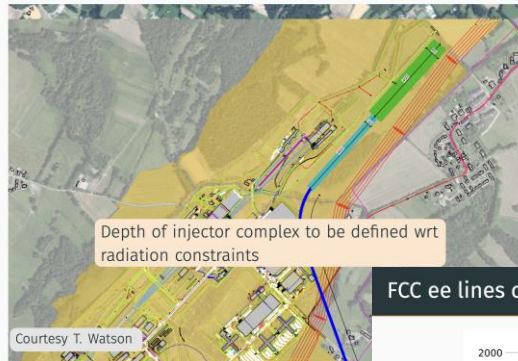 Depth of injector complex to be defined wrt
radiation constraints
FCC ee lines
Courtesy T. Watson
2000